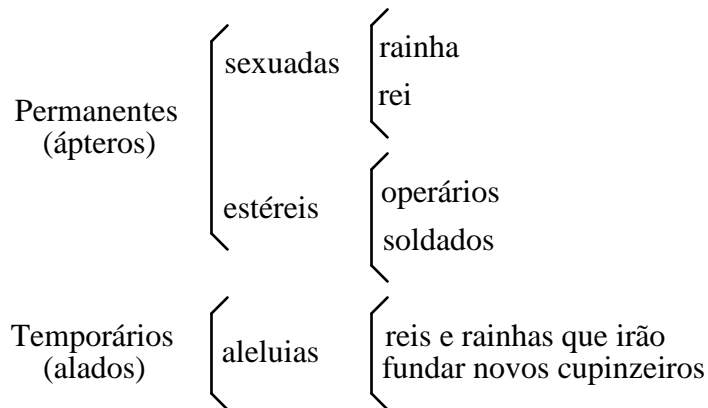 Permanentes
(ápteros)
sexuadas
rainha
rei
estéreis
operários
soldados
Temporários
(alados)
aleluias
reis e rainhas que irão
fundar novos cupinzeiros